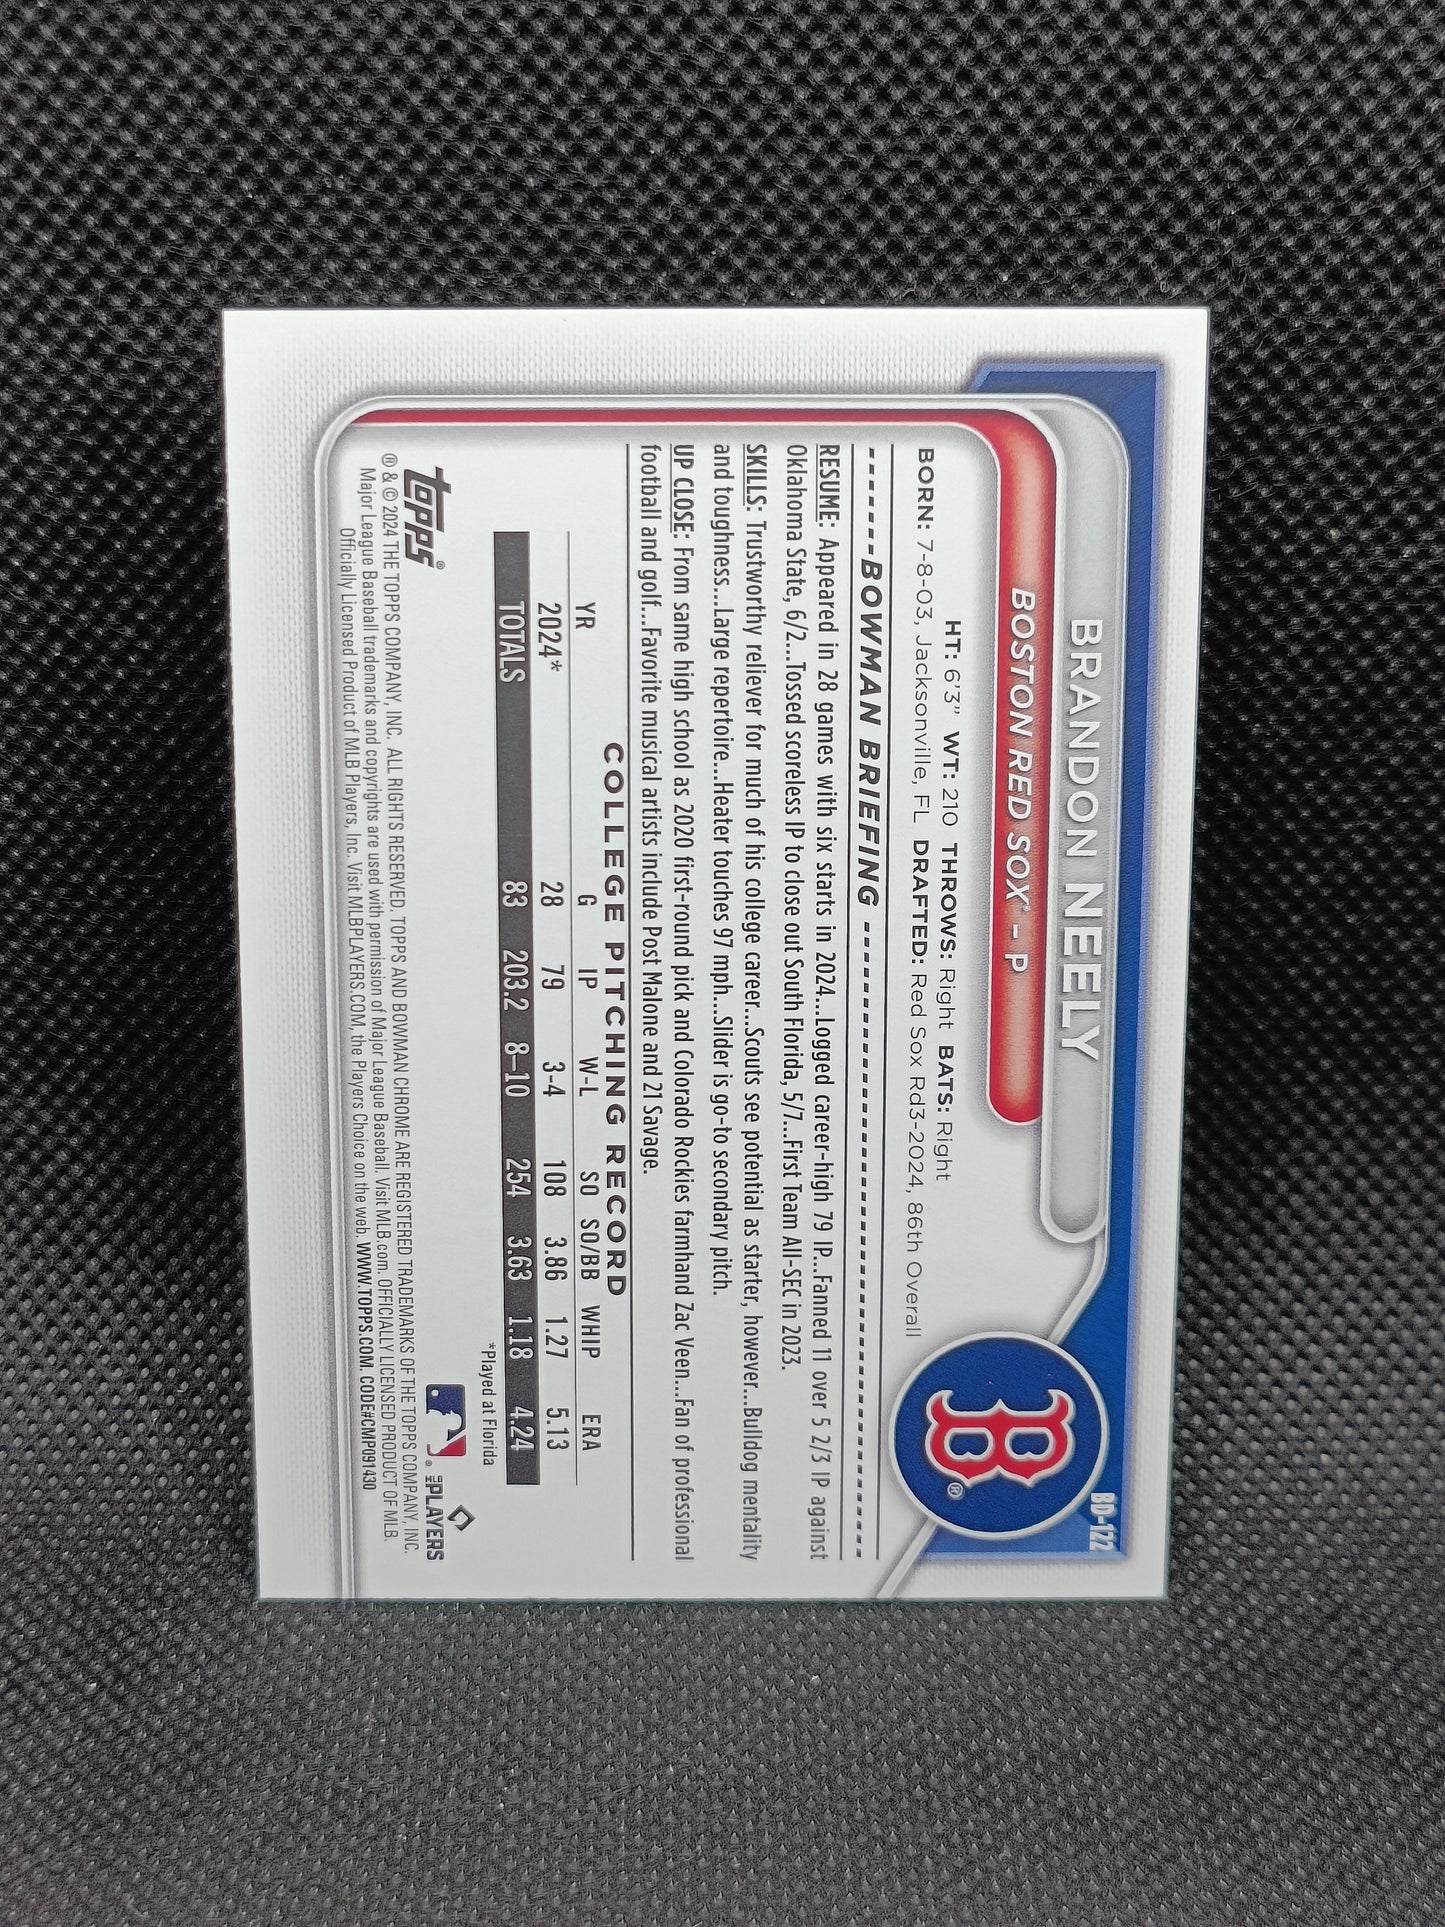 BD-122
BRANDON NEELY
BOSTON RED SOX® - P
B®
HT: 6'3" WT: 210 THROWS: Right BATS: Right
BORN: 7-8-03, Jacksonville, FL DRAFTED: Red Sox Rd3-2024, 86th Overall
BOWMAN BRIEFING
RESUME: Appeared in 28 games with six starts in 2024...Logged career-high 79 IP...Fanned 11 over 5 2/3 IP against
Oklahoma State, 6/2...Tossed scoreless IP to close out South Florida, 5/7...First Team All-SEC in 2023.
SKILLS: Trustworthy reliever for much of his college career...Scouts see potential as starter, however...Bulldog mentality
and toughness...Large repertoire...Heater touches 97 mph...Slider is go-to secondary pitch.
UP CLOSE: From same high school as 2020 first-round pick and Colorado Rockies farmhand Zac Veen...Fan of professional
football and golf...Favorite musical artists include Post Malone and 21 Savage.
COLLEGE PITCHING RECORD
YR G IP W-L SO SO/BB WHIP ERA
2024* 28 79 3-4 108 3.86 1.27 5.13
TOTALS 83 203.2 8–10 254 3.63 1.18 4.24
*Played at Florida
topps®
MLB PLAYERS
® & © 2024 THE TOPPS COMPANY, INC. ALL RIGHTS RESERVED. TOPPS AND BOWMAN CHROME ARE REGISTERED TRADEMARKS OF THE TOPPS COMPANY, INC.
Major League Baseball trademarks and copyrights are used with permission of Major League Baseball. Visit MLB.com. OFFICIALLY LICENSED PRODUCT OF MLB.
Officially Licensed Product of MLB Players, Inc. Visit MLBPLAYERS.COM, the Players Choice on the web. WWW.TOPPS.COM. CODE#CMP091430